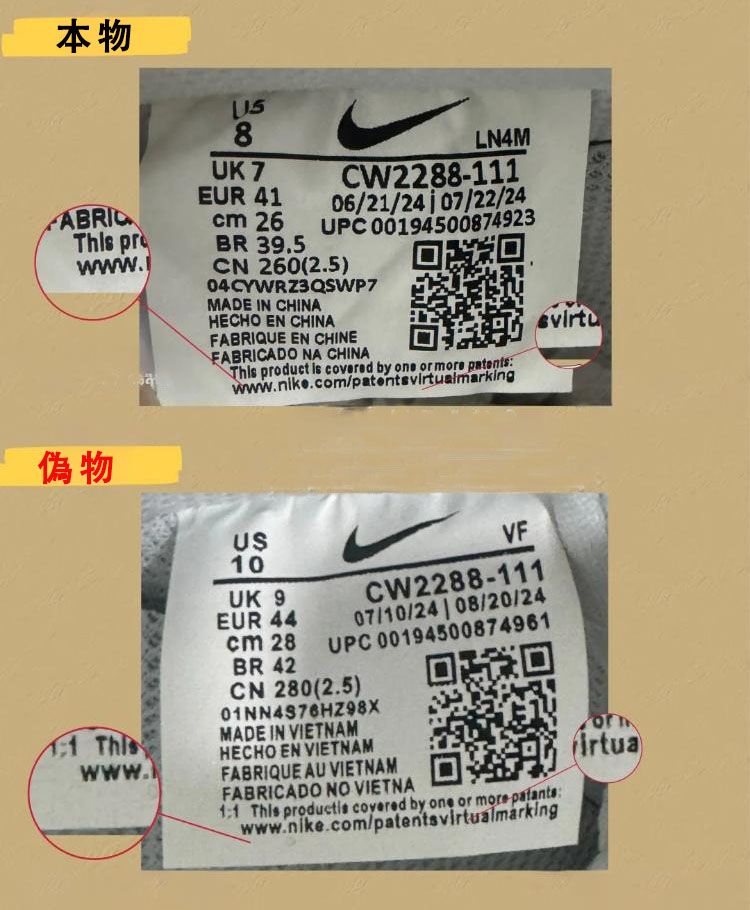 本物
US
8
LN4M
UK 7
CW2288-111
EUR 41
06/21/24 | 07/22/24
cm 26
UPC 00194500874923
BR 39.5
CN 260(2.5)
04CYWRZ3QSWP7
MADE IN CHINA
HECHO EN CHINA
FABRIQUE EN CHINE
FABRICADO NA CHINA
This product is covered by one or more patents:
www.nike.com/patentsvirtualmarking
FABRIC
This pro
www.
svirtu
偽物
US
10
VF
UK 9
CW2288-111
EUR 44
07/10/24 | 08/20/24
cm 28
UPC 00194500874961
BR 42
CN 280(2.5)
01NN4S76HZ98X
MADE IN VIETNAM
HECHO EN VIETNAM
FABRIQUE AU VIETNAM
FABRICADO NO VIETNA
1:1 This productis covered by one or more patants:
www.nike.com/patentsvirtualmarking
1:1 This
www.
or m
virtua